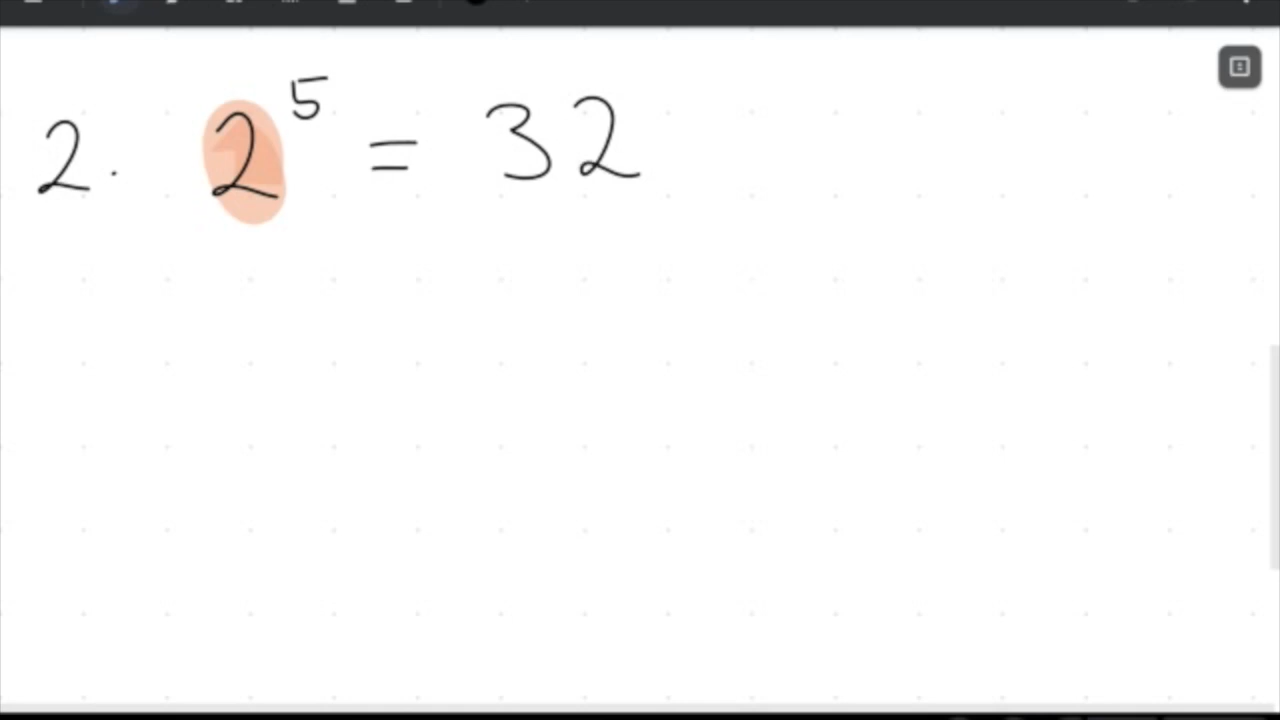 2. 2⁵ = 32